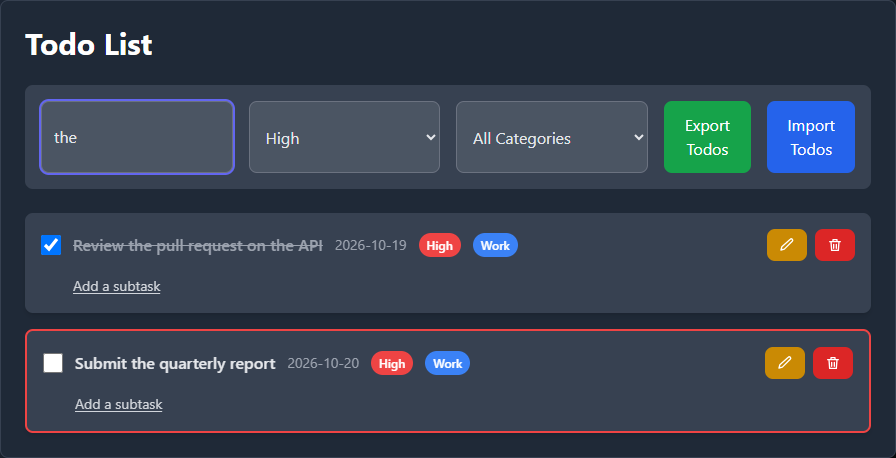 Todo List
the
High
All Categories
Export
Todos
Import
Todos
Review the pull request on the API 2026-10-19 High Work
Add a subtask
Submit the quarterly report 2026-10-20 High Work
Add a subtask